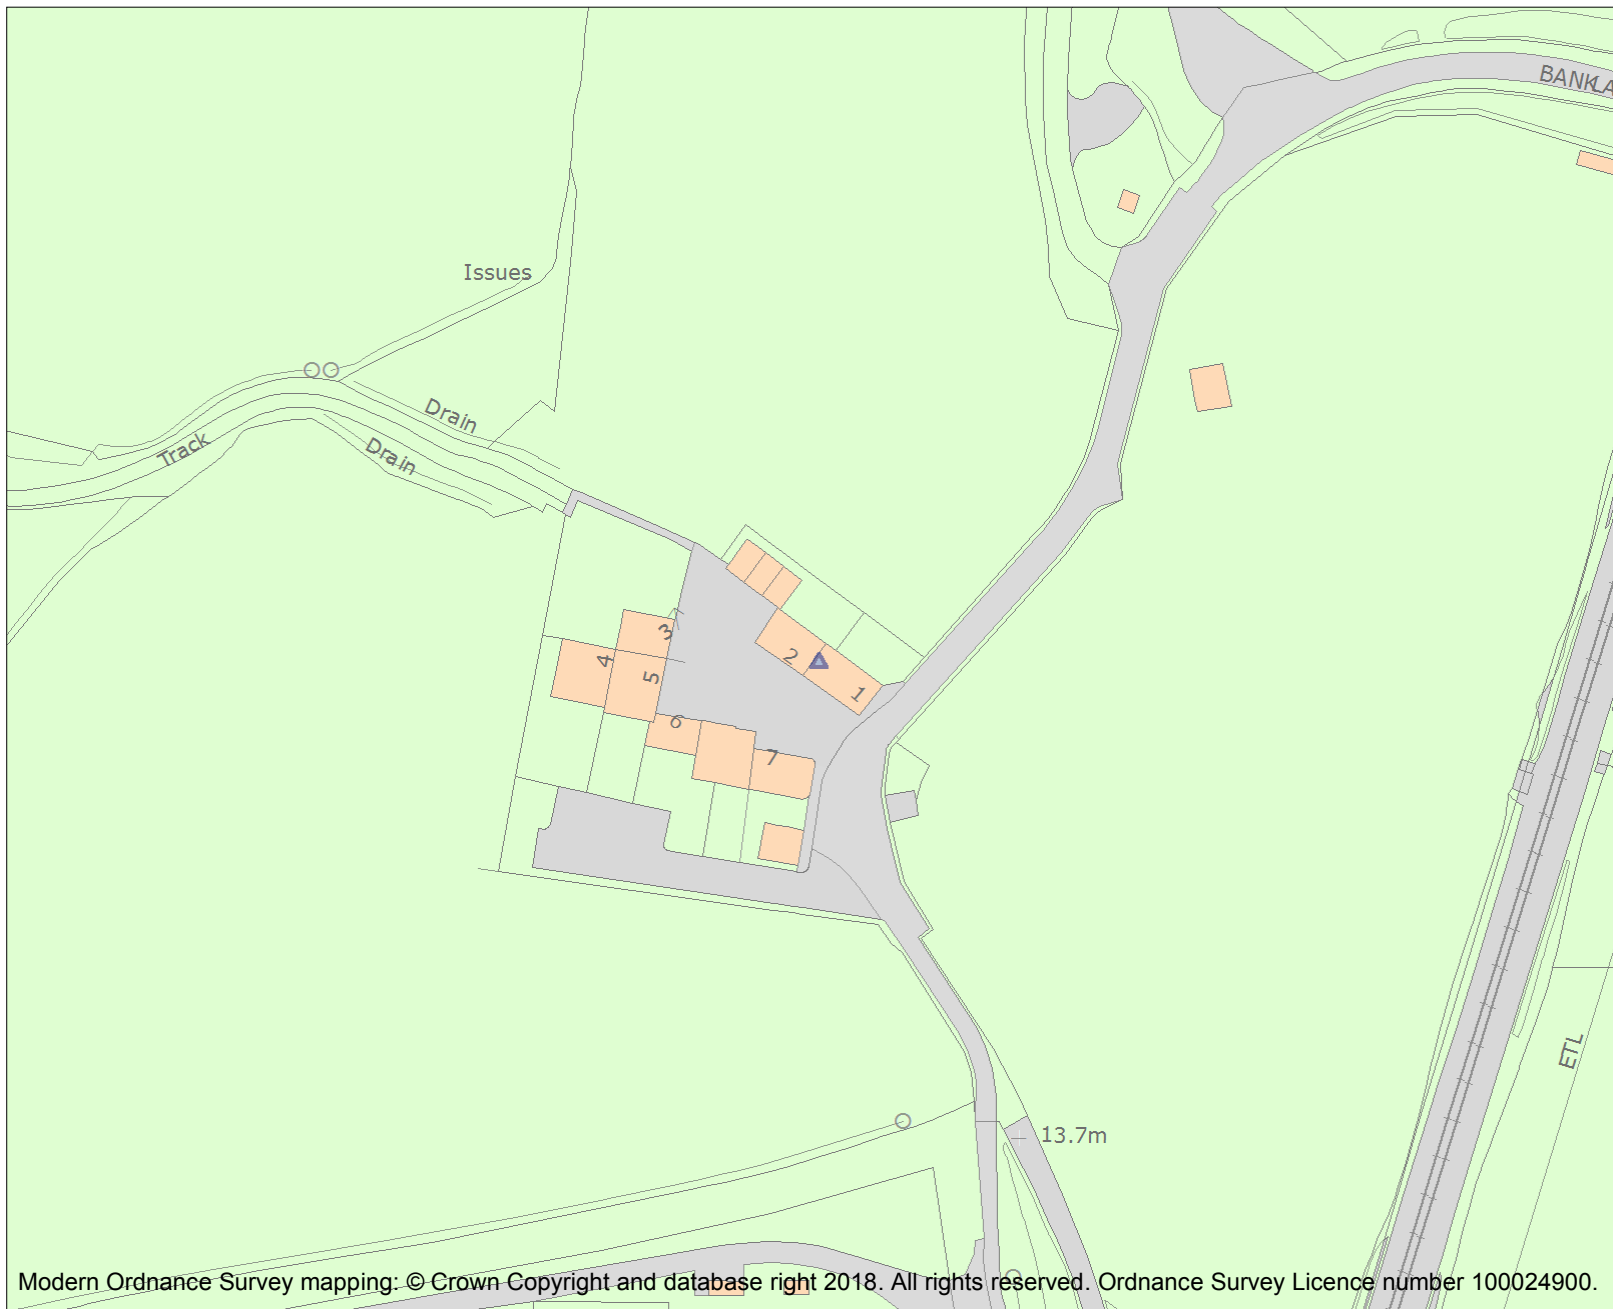 BANK LA
Issues
Drain
Track
Drain
3
4
5
2
1
6
7
ETL
13.7m
Modern Ordnance Survey mapping: © Crown Copyright and database right 2018. All rights reserved. Ordnance Survey Licence number 100024900.